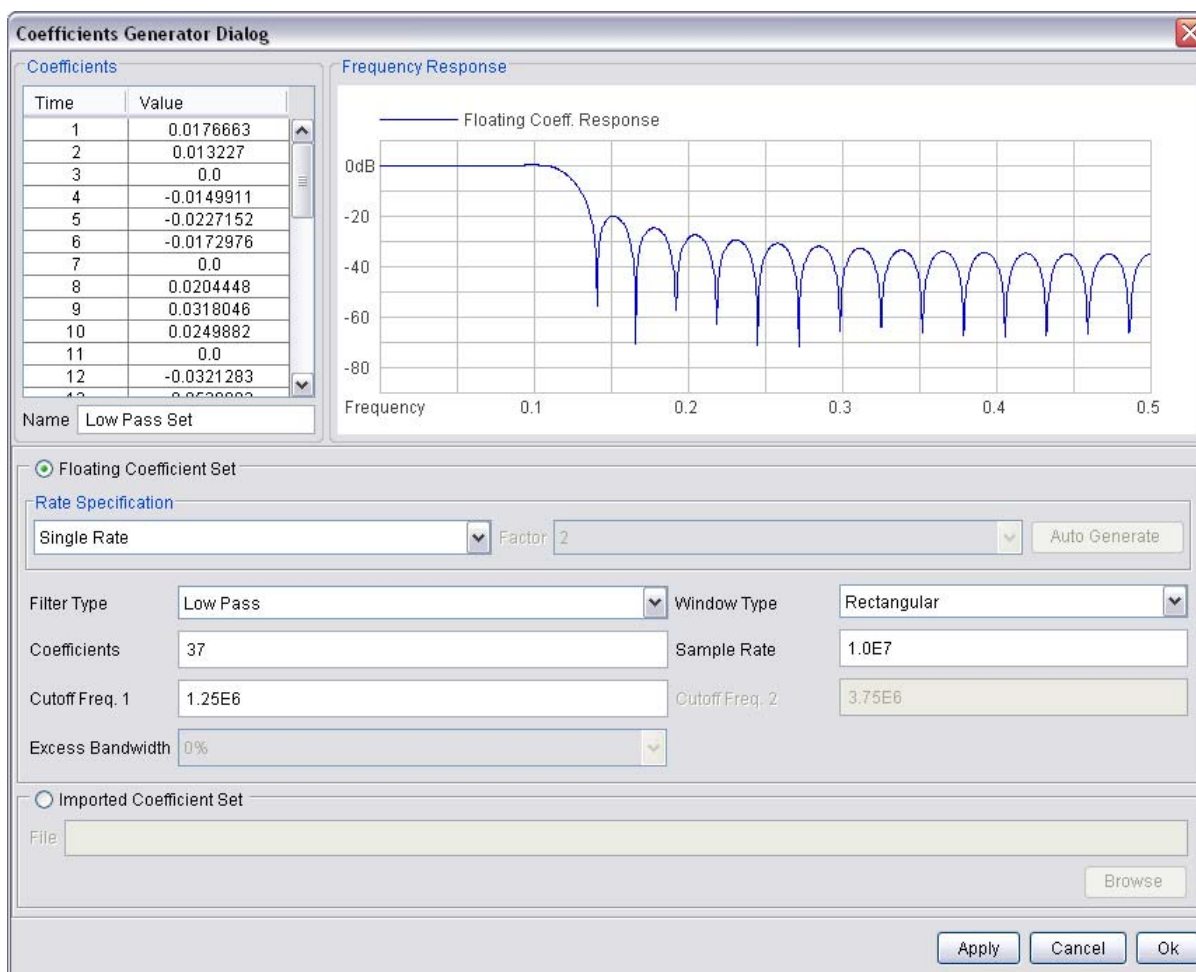 Coefficients Generator Dialog
Coefficients
Time Value
1 0.0176663
2 0.013227
3 0.0
4 -0.0149911
5 -0.0227152
6 -0.0172976
7 0.0
8 0.0204448
9 0.0318046
10 0.0249882
11 0.0
12 -0.0321283
Name Low Pass Set
Frequency Response
Floating Coeff. Response
0dB
-20
-40
-60
-80
Frequency 0.1 0.2 0.3 0.4 0.5
Floating Coefficient Set
Rate Specification
Single Rate Factor 2 Auto Generate
Filter Type Low Pass Window Type Rectangular
Coefficients 37 Sample Rate 1.0E7
Cutoff Freq. 1 1.25E6 Cutoff Freq. 2 3.75E6
Excess Bandwidth 0%
Imported Coefficient Set
File
Browse
Apply Cancel Ok